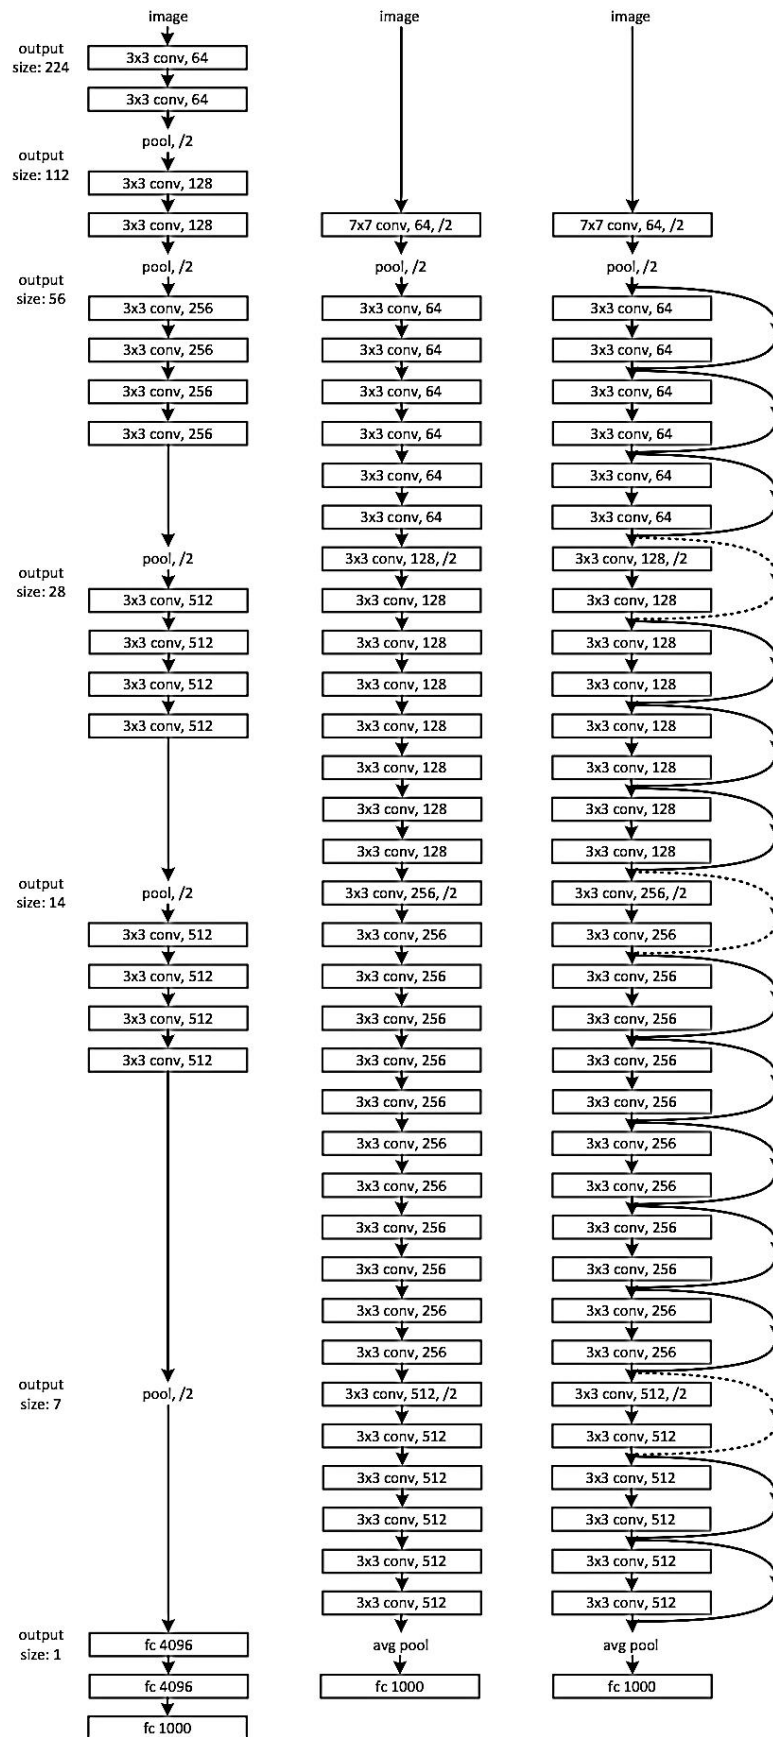 output
size: 224
output
size: 112
output
size: 56
output
size: 28
output
size: 14
output
size: 7
output
size: 1
image
3x3 conv, 64
3x3 conv, 64
pool, /2
3x3 conv, 128
3x3 conv, 128
pool, /2
3x3 conv, 256
3x3 conv, 256
3x3 conv, 256
3x3 conv, 256
pool, /2
3x3 conv, 512
3x3 conv, 512
3x3 conv, 512
3x3 conv, 512
pool, /2
3x3 conv, 512
3x3 conv, 512
3x3 conv, 512
3x3 conv, 512
pool, /2
fc 4096
fc 4096
fc 1000
image
7x7 conv, 64, /2
pool, /2
3x3 conv, 64
3x3 conv, 64
3x3 conv, 64
3x3 conv, 64
3x3 conv, 64
3x3 conv, 64
3x3 conv, 128, /2
3x3 conv, 128
3x3 conv, 128
3x3 conv, 128
3x3 conv, 128
3x3 conv, 128
3x3 conv, 128
3x3 conv, 128
3x3 conv, 256, /2
3x3 conv, 256
3x3 conv, 256
3x3 conv, 256
3x3 conv, 256
3x3 conv, 256
3x3 conv, 256
3x3 conv, 256
3x3 conv, 256
3x3 conv, 256
3x3 conv, 256
3x3 conv, 256
3x3 conv, 512, /2
3x3 conv, 512
3x3 conv, 512
3x3 conv, 512
3x3 conv, 512
3x3 conv, 512
avg pool
fc 1000
image
7x7 conv, 64, /2
pool, /2
3x3 conv, 64
3x3 conv, 64
3x3 conv, 64
3x3 conv, 64
3x3 conv, 64
3x3 conv, 64
3x3 conv, 128, /2
3x3 conv, 128
3x3 conv, 128
3x3 conv, 128
3x3 conv, 128
3x3 conv, 128
3x3 conv, 128
3x3 conv, 128
3x3 conv, 256, /2
3x3 conv, 256
3x3 conv, 256
3x3 conv, 256
3x3 conv, 256
3x3 conv, 256
3x3 conv, 256
3x3 conv, 256
3x3 conv, 256
3x3 conv, 256
3x3 conv, 256
3x3 conv, 256
3x3 conv, 512, /2
3x3 conv, 512
3x3 conv, 512
3x3 conv, 512
3x3 conv, 512
3x3 conv, 512
avg pool
fc 1000